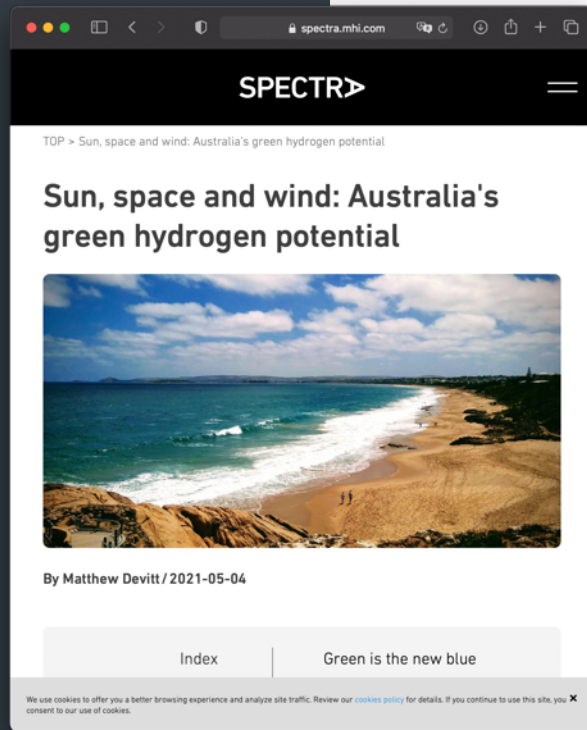 spectra.mhi.com
SPECTRA
TOP > Sun, space and wind: Australia's green hydrogen potential
Sun, space and wind: Australia's
green hydrogen potential
By Matthew Devitt / 2021-05-04
Index
Green is the new blue
We use cookies to offer you a better browsing experience and analyze site traffic. Review our cookies policy for details. If you continue to use this site, you
consent to our use of cookies.